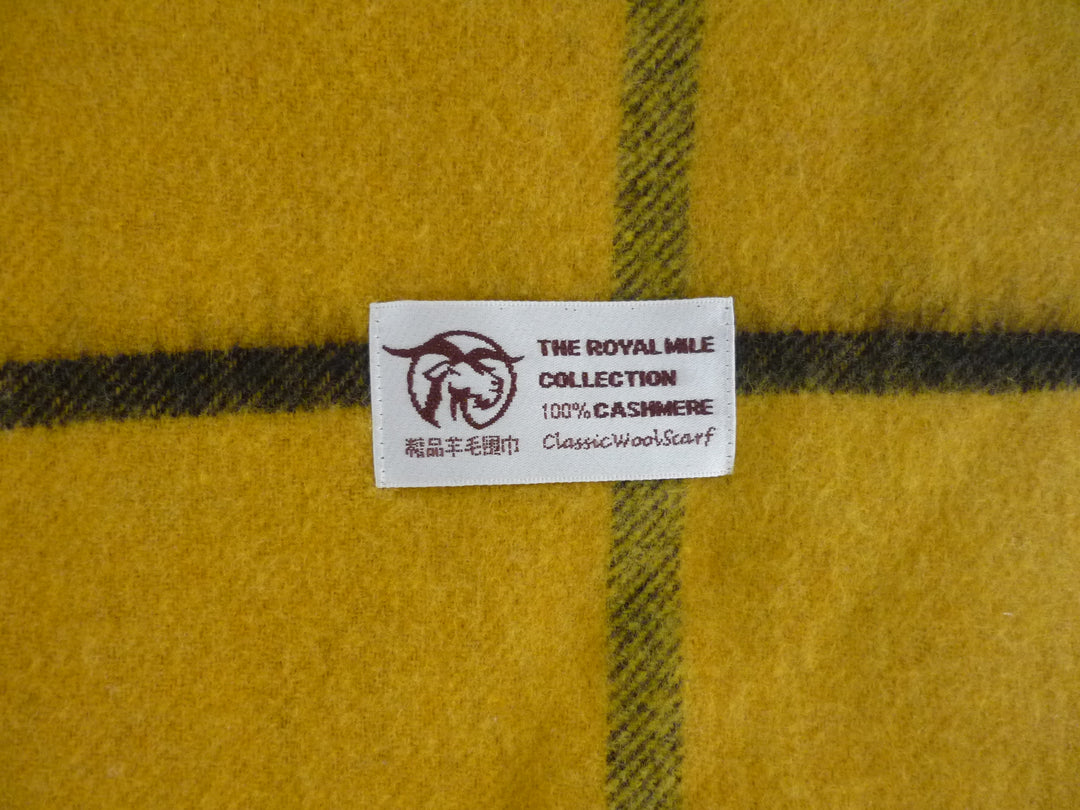 THE ROYAL MILE
COLLECTION
100% CASHMERE
ClassicWoolScarf
精品羊毛围巾